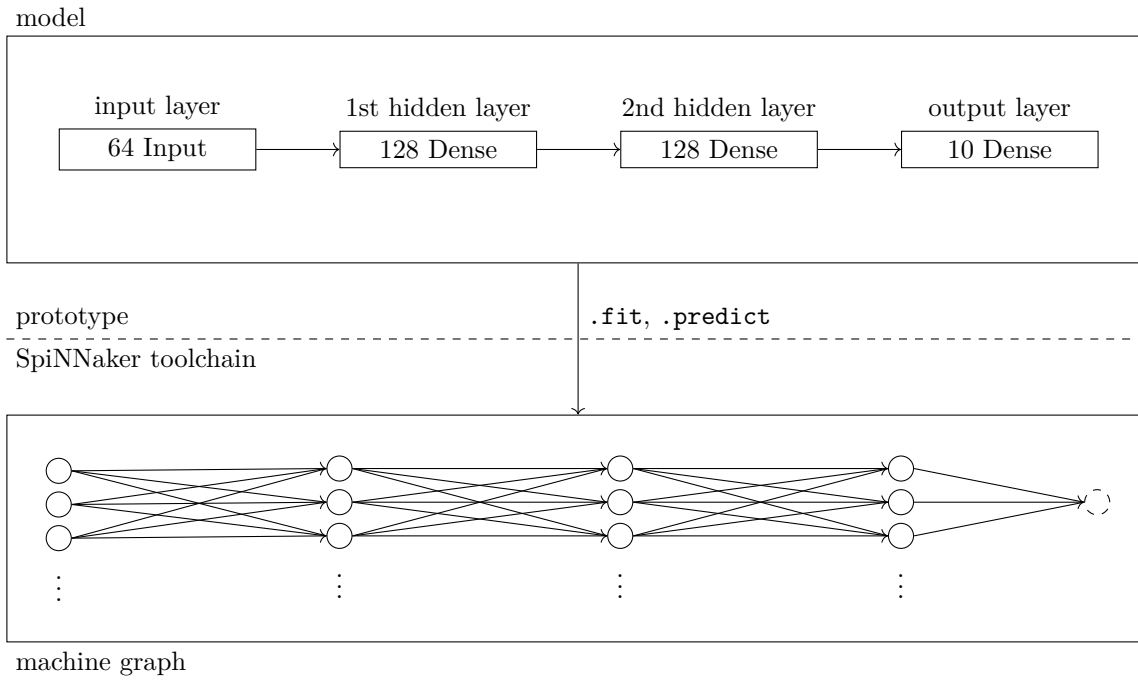 model
input layer 1st hidden layer 2nd hidden layer output layer
64 Input 128 Dense 128 Dense 10 Dense
prototype .fit, .predict
SpiNNaker toolchain
⋮ ⋮ ⋮ ⋮
machine graph